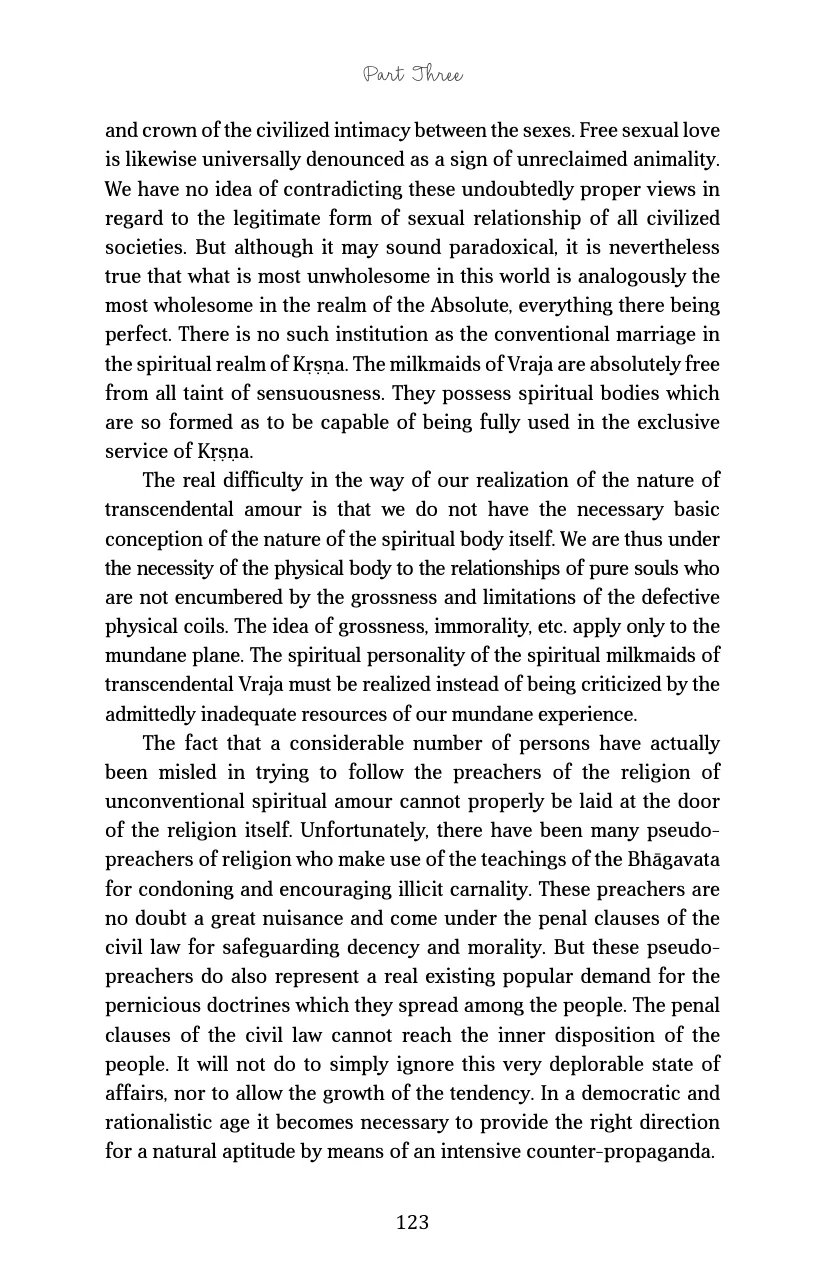 Part Three
and crown of the civilized intimacy between the sexes. Free sexual love
is likewise universally denounced as a sign of unreclaimed animality.
We have no idea of contradicting these undoubtedly proper views in
regard to the legitimate form of sexual relationship of all civilized
societies. But although it may sound paradoxical, it is nevertheless
true that what is most unwholesome in this world is analogously the
most wholesome in the realm of the Absolute, everything there being
perfect. There is no such institution as the conventional marriage in
the spiritual realm of Kṛṣṇa. The milkmaids of Vraja are absolutely free
from all taint of sensuousness. They possess spiritual bodies which
are so formed as to be capable of being fully used in the exclusive
service of Kṛṣṇa.
The real difficulty in the way of our realization of the nature of
transcendental amour is that we do not have the necessary basic
conception of the nature of the spiritual body itself. We are thus under
the necessity of the physical body to the relationships of pure souls who
are not encumbered by the grossness and limitations of the defective
physical coils. The idea of grossness, immorality, etc. apply only to the
mundane plane. The spiritual personality of the spiritual milkmaids of
transcendental Vraja must be realized instead of being criticized by the
admittedly inadequate resources of our mundane experience.
The fact that a considerable number of persons have actually
been misled in trying to follow the preachers of the religion of
unconventional spiritual amour cannot properly be laid at the door
of the religion itself. Unfortunately, there have been many pseudo-
preachers of religion who make use of the teachings of the Bhāgavata
for condoning and encouraging illicit carnality. These preachers are
no doubt a great nuisance and come under the penal clauses of the
civil law for safeguarding decency and morality. But these pseudo-
preachers do also represent a real existing popular demand for the
pernicious doctrines which they spread among the people. The penal
clauses of the civil law cannot reach the inner disposition of the
people. It will not do to simply ignore this very deplorable state of
affairs, nor to allow the growth of the tendency. In a democratic and
rationalistic age it becomes necessary to provide the right direction
for a natural aptitude by means of an intensive counter-propaganda.
123